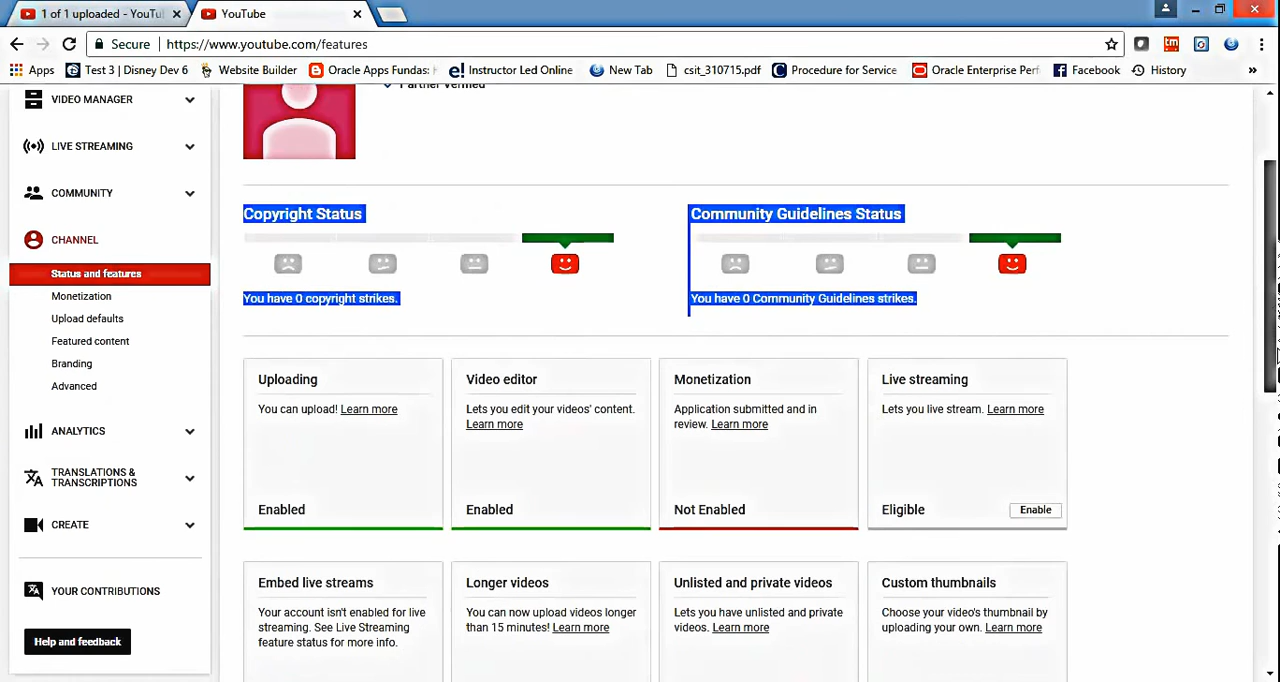 1 of 1 uploaded - YouTu
YouTube
Secure
https://www.youtube.com/features
Apps
Test 3 | Disney Dev 6
Website Builder
Oracle Apps Fundas:
Instructor Led Online
New Tab
csit_310715.pdf
Procedure for Service
Oracle Enterprise Perf
Facebook
History
»
VIDEO MANAGER
LIVE STREAMING
COMMUNITY
CHANNEL
Status and features
Monetization
Upload defaults
Featured content
Branding
Advanced
ANALYTICS
TRANSLATIONS &
TRANSCRIPTIONS
CREATE
YOUR CONTRIBUTIONS
Help and feedback
Partner Verified
Copyright Status
You have 0 copyright strikes.
Community Guidelines Status
You have 0 Community Guidelines strikes.
Uploading
You can upload! Learn more
Enabled
Video editor
Lets you edit your videos' content.
Learn more
Enabled
Monetization
Application submitted and in
review. Learn more
Not Enabled
Live streaming
Lets you live stream. Learn more
Eligible
Enable
Embed live streams
Your account isn't enabled for live
streaming. See Live Streaming
feature status for more info.
Longer videos
You can now upload videos longer
than 15 minutes! Learn more
Unlisted and private videos
Lets you have unlisted and private
videos. Learn more
Custom thumbnails
Choose your video's thumbnail by
uploading your own. Learn more